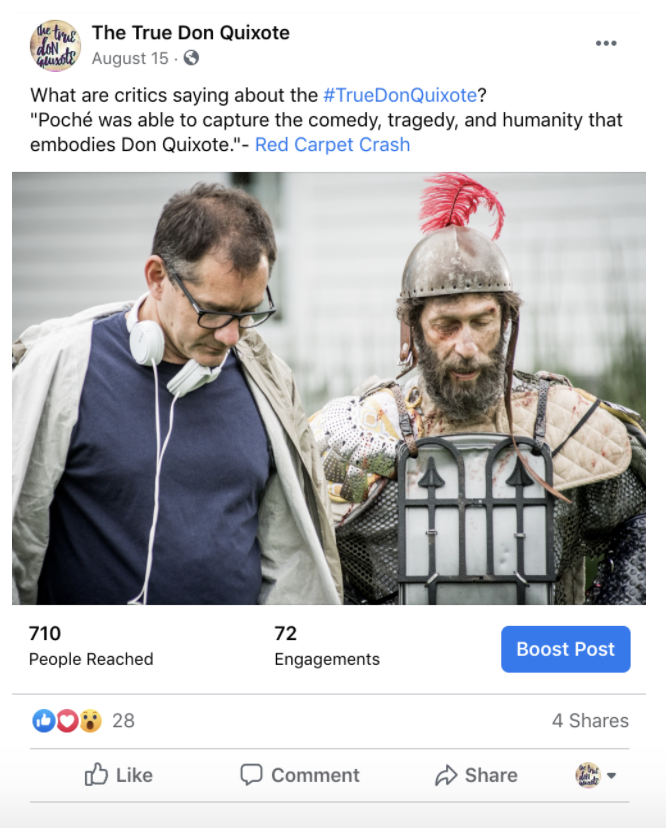 the true
don
quixote
The True Don Quixote
August 15 ·
What are critics saying about the #TrueDonQuixote?
"Poché was able to capture the comedy, tragedy, and humanity that
embodies Don Quixote."- Red Carpet Crash
710
People Reached
72
Engagements
Boost Post
28
4 Shares
Like
Comment
Share
the true
don
quixote